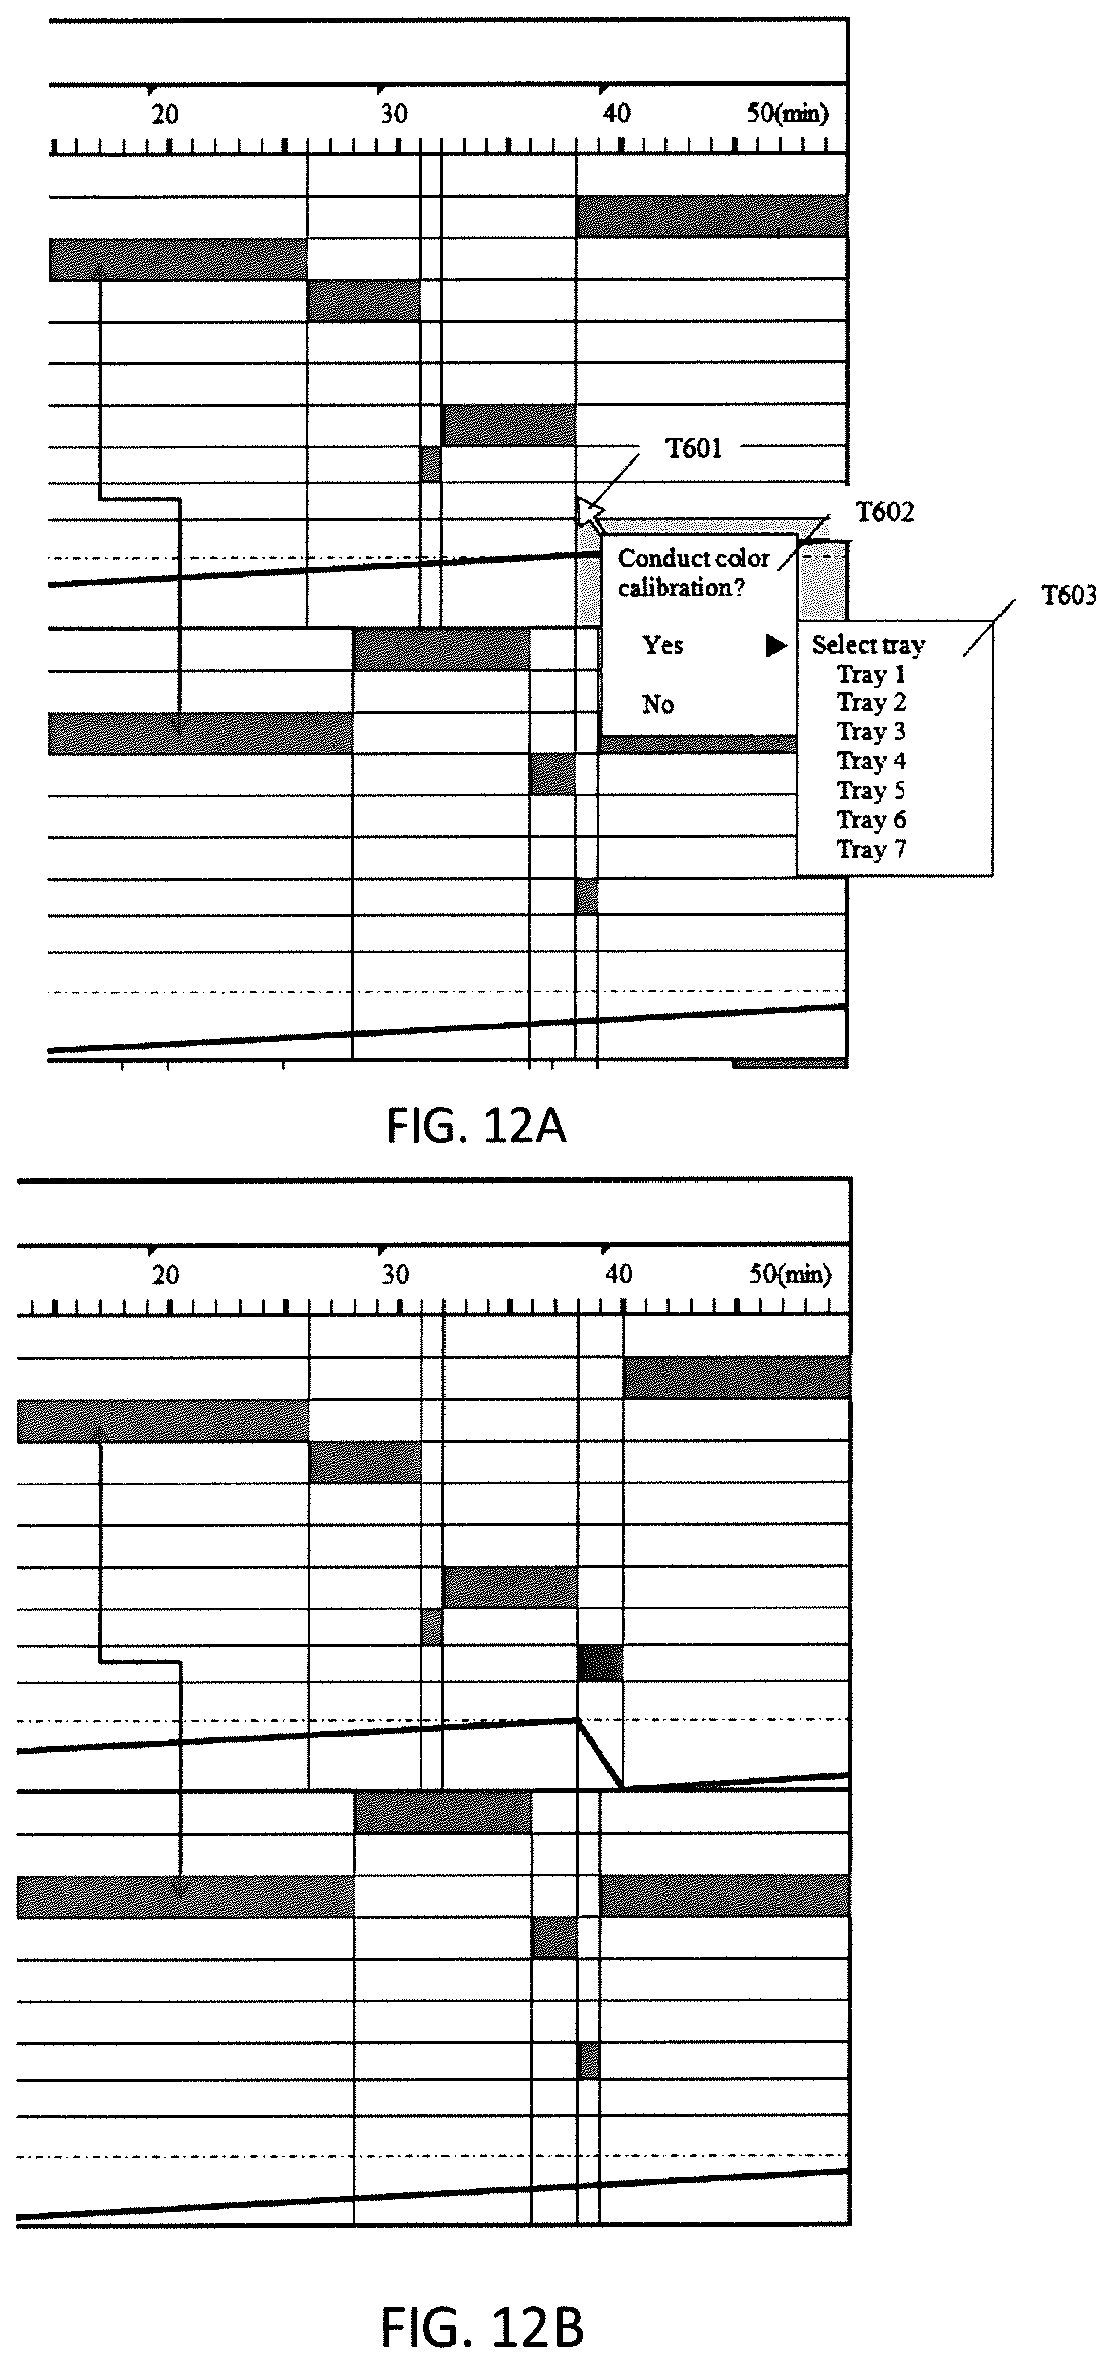 20 30 40 50(min)
T601
T602
Conduct color
calibration?
T603
Yes ▶ Select tray
Tray 1
Tray 2
No
Tray 3
Tray 4
Tray 5
Tray 6
Tray 7
FIG. 12A
20 30 40 50(min)
FIG. 12B